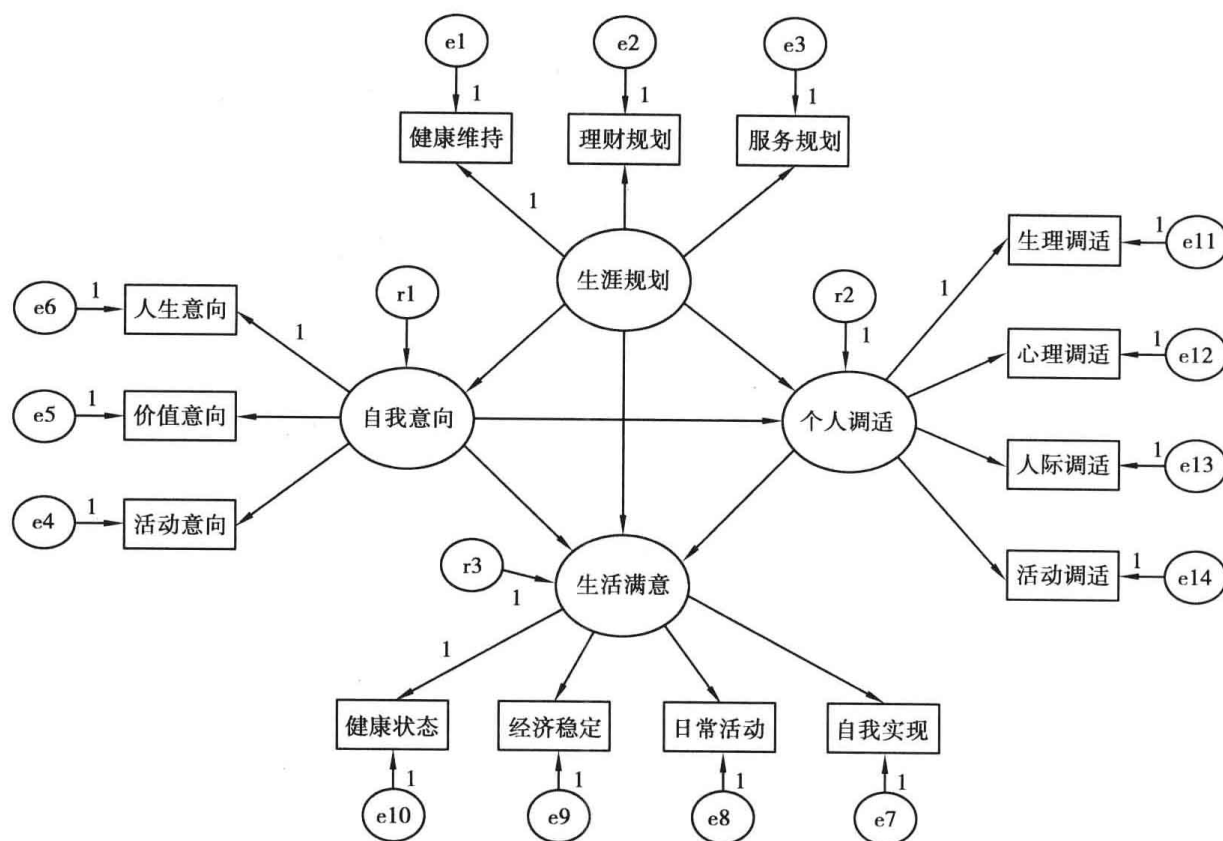 e1
e2
e3
1
1
1
健康维持
理财规划
服务规划
1
生涯规划
生理调适
1
e11
1
e6
1
人生意向
1
r1
r2
1
心理调适
1
e12
e5
1
价值意向
自我意向
个人调适
人际调适
1
e13
e4
1
活动意向
r3
1
生活满意
活动调适
1
e14
1
健康状态
经济稳定
日常活动
自我实现
1
1
1
1
e10
e9
e8
e7